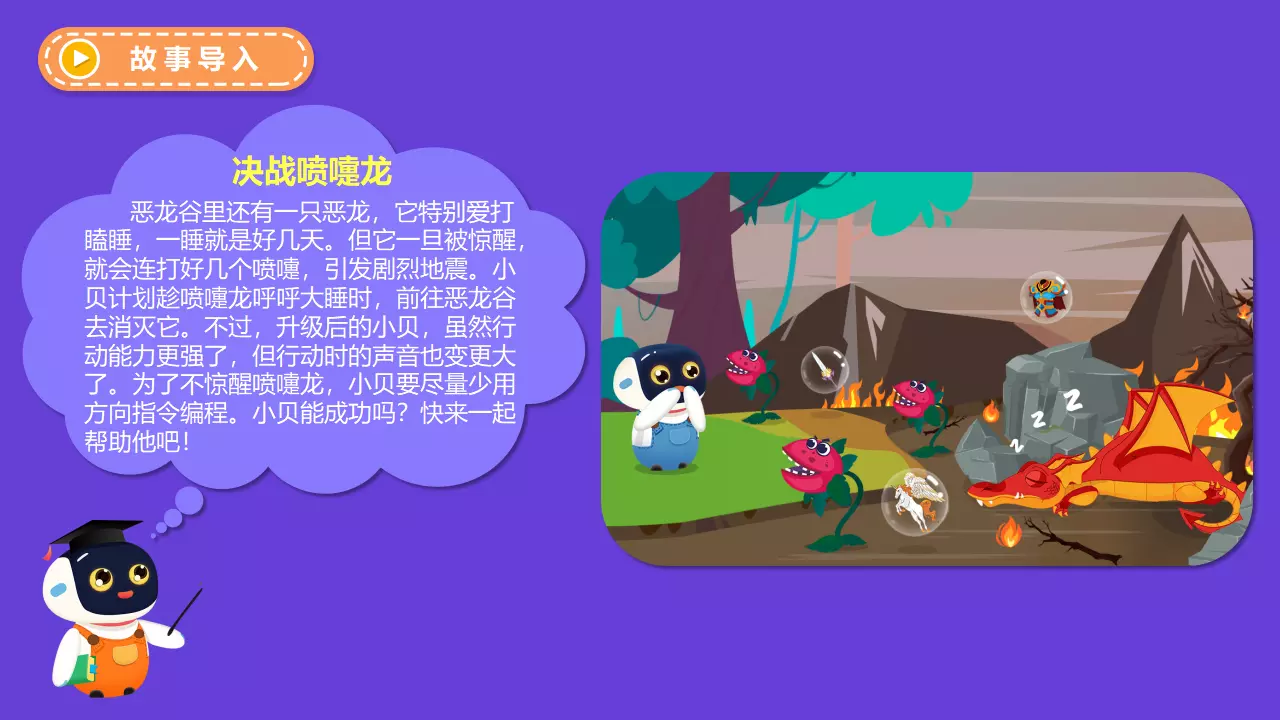 故事导入
决战喷嚏龙
恶龙谷里还有一只恶龙，它特别爱打
瞌睡，一睡就是好几天。但它一旦被惊醒，
就会连打好几个喷嚏，引发剧烈地震。小
贝计划趁喷嚏龙呼呼大睡时，前往恶龙谷
去消灭它。不过，升级后的小贝，虽然行
动能力更强了，但行动时的声音也变更大
了。为了不惊醒喷嚏龙，小贝要尽量少用
方向指令编程。小贝能成功吗？快来一起
帮助他吧！
z z Z